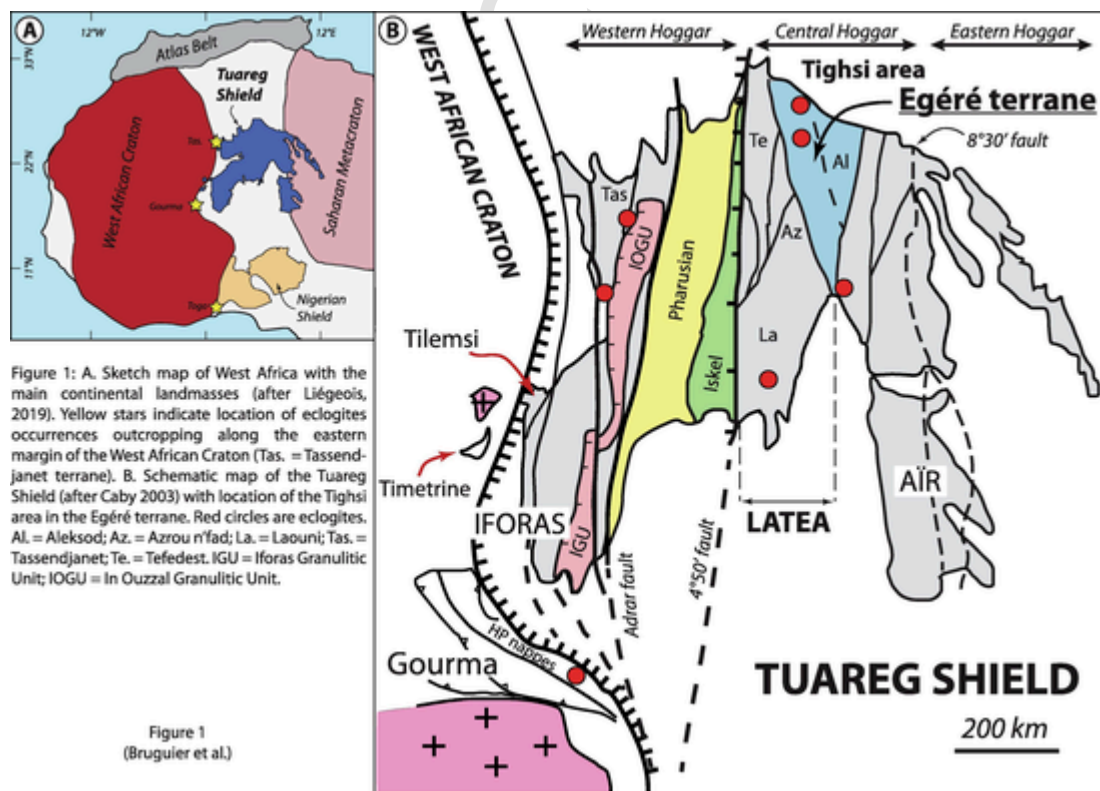 A
12°W
12°E
33°N
Atlas Belt
Tuareg
Shield
Tas.
22°N
West African Craton
Saharan Metacraton
Gourma
11°N
Nigerian
Shield
Togo
Figure 1: A. Sketch map of West Africa with the
main continental landmasses (after Liégeois,
2019). Yellow stars indicate location of eclogites
occurrences outcropping along the eastern
margin of the West African Craton (Tas. = Tassend-
janet terrane). B. Schematic map of the Tuareg
Shield (after Caby 2003) with location of the Tighsi
area in the Egéré terrane. Red circles are eclogites.
Al. = Aleksod; Az. = Azrou n'fad; La. = Laouni; Tas. =
Tassendjanet; Te. = Tefedest. IGU = Iforas Granulitic
Unit; IOGU = In Ouzzal Granulitic Unit.
Figure 1
(Bruguier et al.)
B
Western Hoggar
Central Hoggar
Eastern Hoggar
WEST AFRICAN CRATON
Tighsi area
Egéré terrane
8°30' fault
Te
Al
Tas
IOGU
Az
Pharusian
Iskel
La
Tilemsi
Timetrine
IFORAS
IGU
LATEA
AÏR
Adrar fault
4°50' fault
HP nappes
Gourma
TUAREG SHIELD
200 km